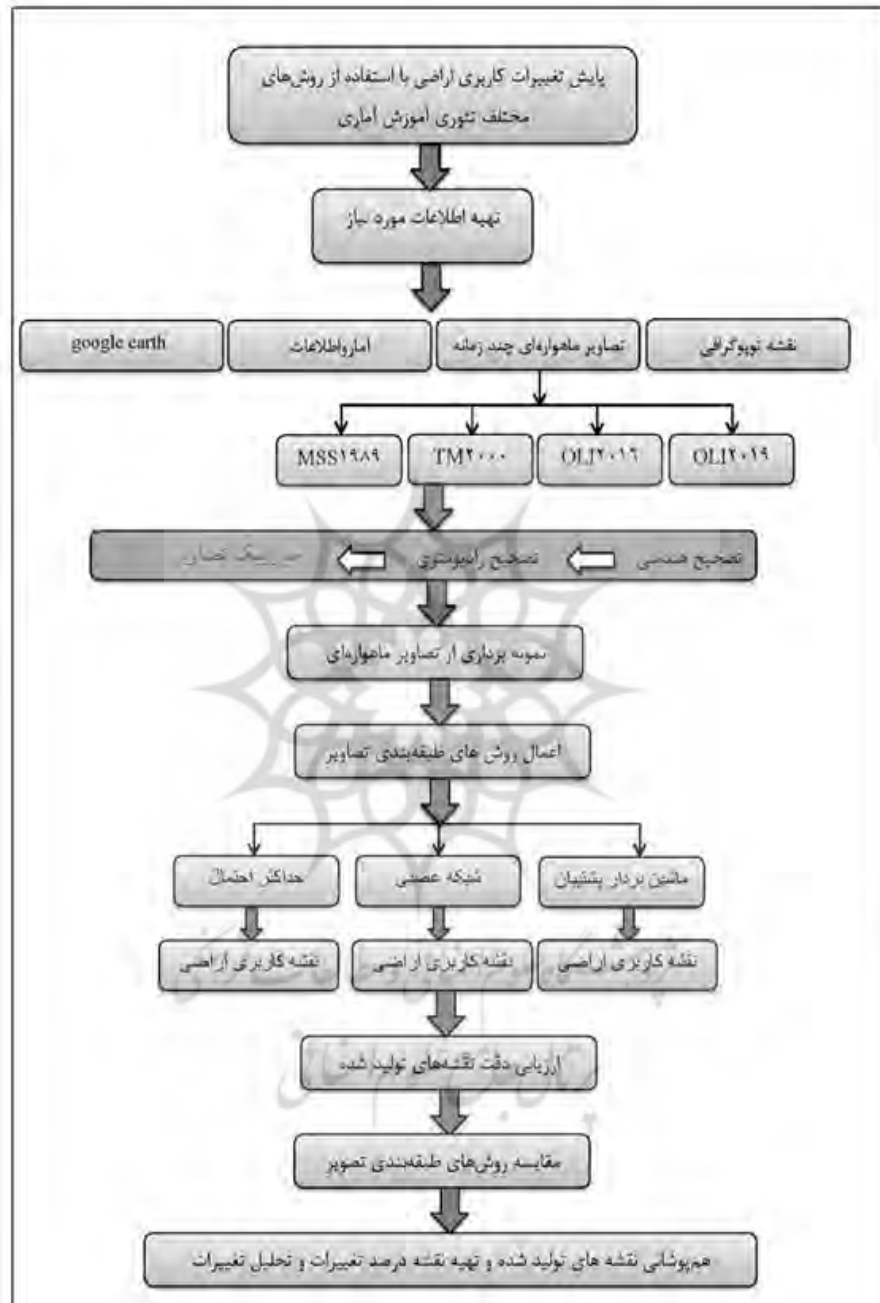 پایش تغییرات کاربری اراضی با استفاده از روش‌های
مختلف تئوری آموزش آماری
تهیه اطلاعات مورد نیاز
نقشه توپوگرافی
تصاویر ماهواره‌ای چند زمانه
آمارواطلاعات
google earth
OLI۲۰۱۹
OLI۲۰۱۶
TM۲۰۰۰
MSS۱۹۸۹
تصحیح هندسی
تصحیح رادیومتری
تصاویر
نمونه برداری از تصاویر ماهواره‌ای
اعمال روش های طبقه‌بندی تصاویر
ماشین بردار پشتیبان
شبکه عصبی
حداکثر احتمال
نقشه کاربری اراضی
نقشه کاربری اراضی
نقشه کاربری اراضی
ارزیابی دقت نقشه‌های تولید شده
مقایسه روش‌های طبقه‌بندی تصویر
هم‌پوشانی نقشه های تولید شده و تهیه نقشه درصد تغییرات و تحلیل تغییرات